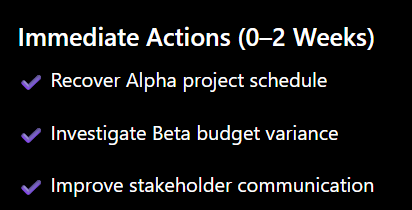 Immediate Actions (0–2 Weeks)
Recover Alpha project schedule
Investigate Beta budget variance
Improve stakeholder communication